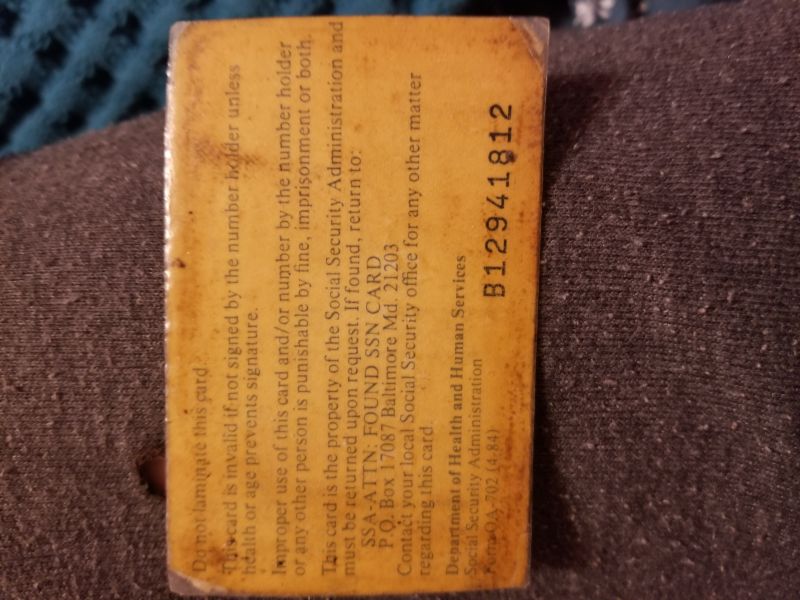 Do not laminate this card.
This card is invalid if not signed by the number holder unless
health or age prevents signature.
Improper use of this card and/or number by the number holder
or any other person is punishable by fine, imprisonment or both.
This card is the property of the Social Security Administration and
must be returned upon request. If found, return to:
SSA-ATTN: FOUND SSN CARD
P.O. Box 17087 Baltimore Md. 21203
Contact your local Social Security office for any other matter
regarding this card.
Department of Health and Human Services
Social Security Administration
Form OA-702 (4-84)
B12941812